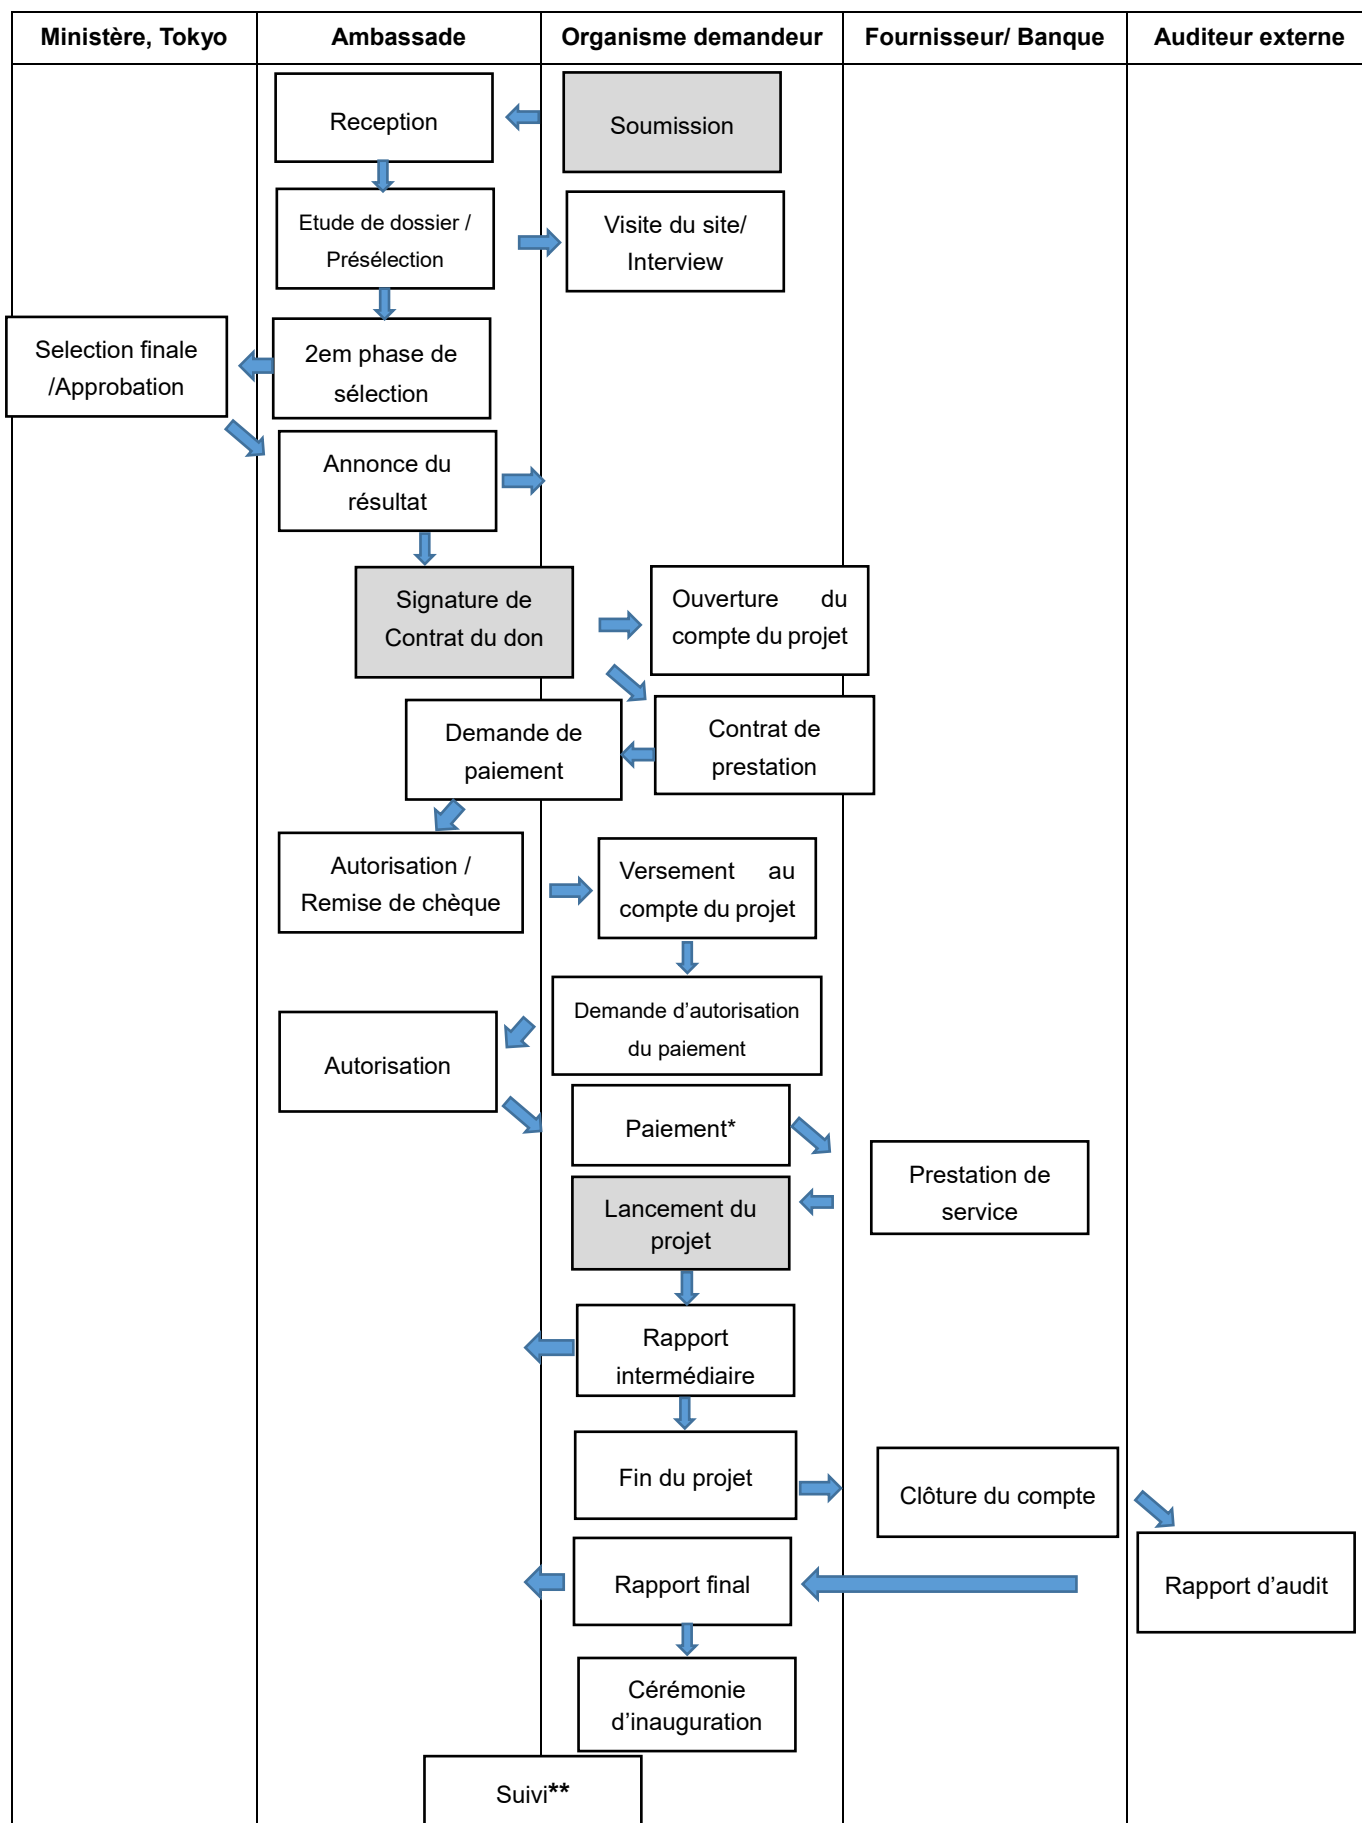 Ministère, Tokyo
Ambassade
Organisme demandeur
Fournisseur/ Banque
Auditeur externe
Reception
Soumission
Etude de dossier /
Présélection
Visite du site/
Interview
Selection finale
/Approbation
2em phase de
sélection
Annonce du
résultat
Signature de
Contrat du don
Ouverture du
compte du projet
Demande de
paiement
Contrat de
prestation
Autorisation /
Remise de chèque
Versement au
compte du projet
Demande d’autorisation
du paiement
Autorisation
Paiement*
Prestation de
service
Lancement du
projet
Rapport
intermédiaire
Fin du projet
Clôture du compte
Rapport final
Rapport d’audit
Cérémonie
d’inauguration
Suivi**